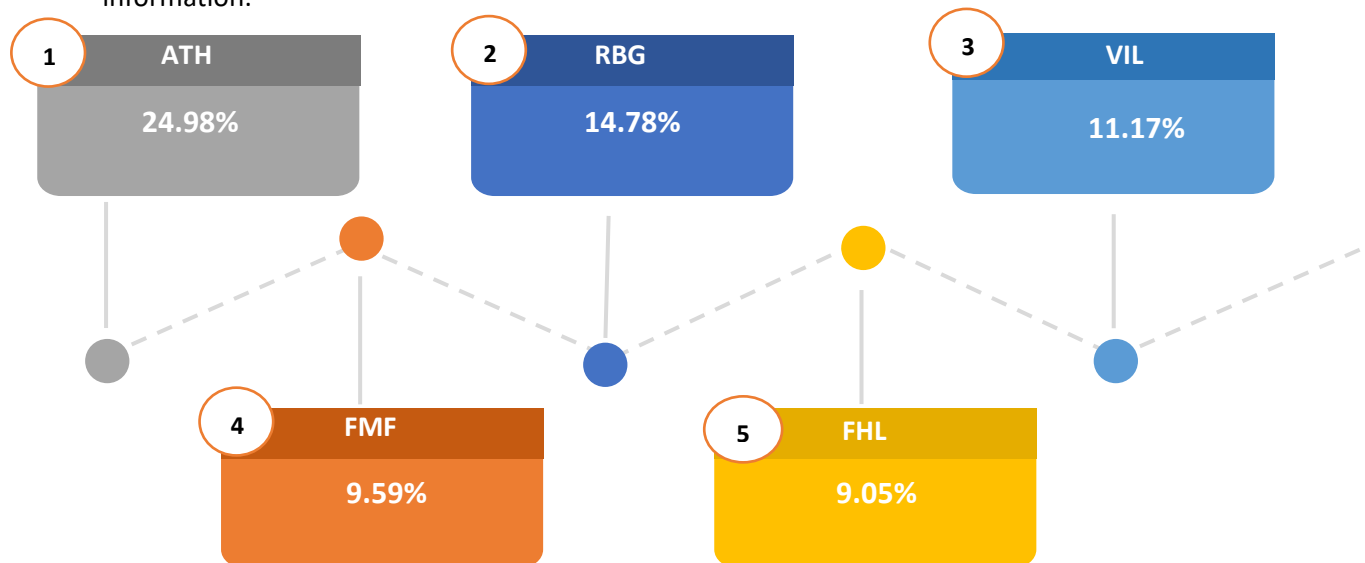 information.
1
ATH
24.98%
2
RBG
14.78%
3
VIL
11.17%
4
FMF
9.59%
5
FHL
9.05%